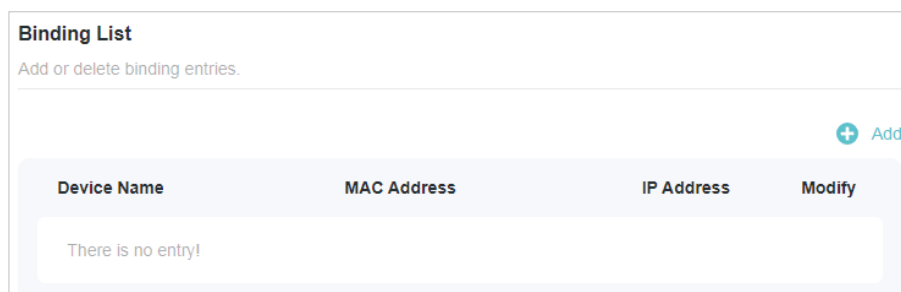 Binding List
Add or delete binding entries.
Add
Device Name MAC Address IP Address Modify
There is no entry!